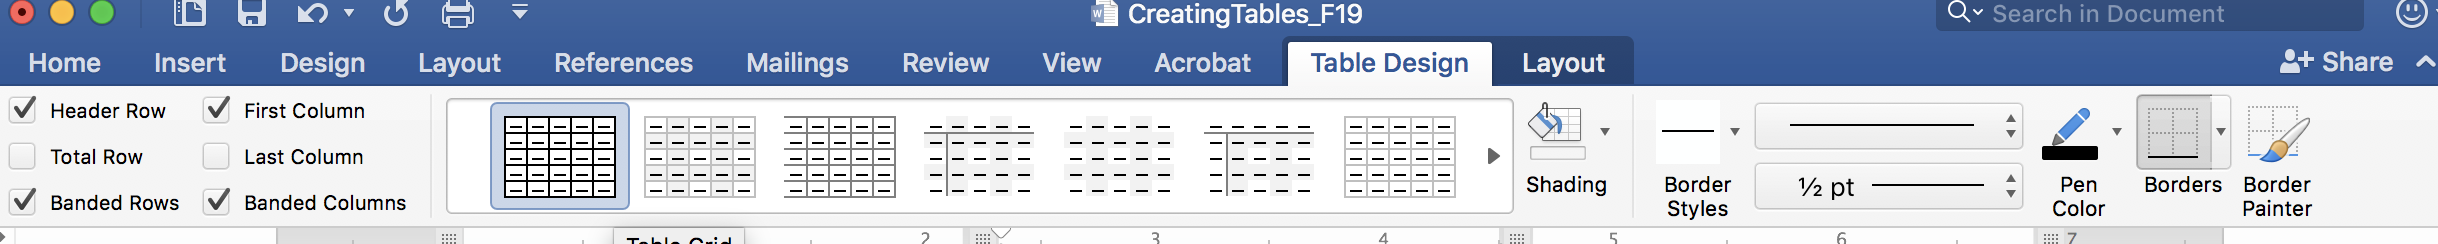 CreatingTables_F19
Search in Document
Home Insert Design Layout References Mailings Review View Acrobat Table Design Layout Share
Header Row First Column
Total Row Last Column
Banded Rows Banded Columns
Shading
Border Styles
½ pt
Pen Color
Borders
Border Painter
Table Grid
2 3 4 5 6 7